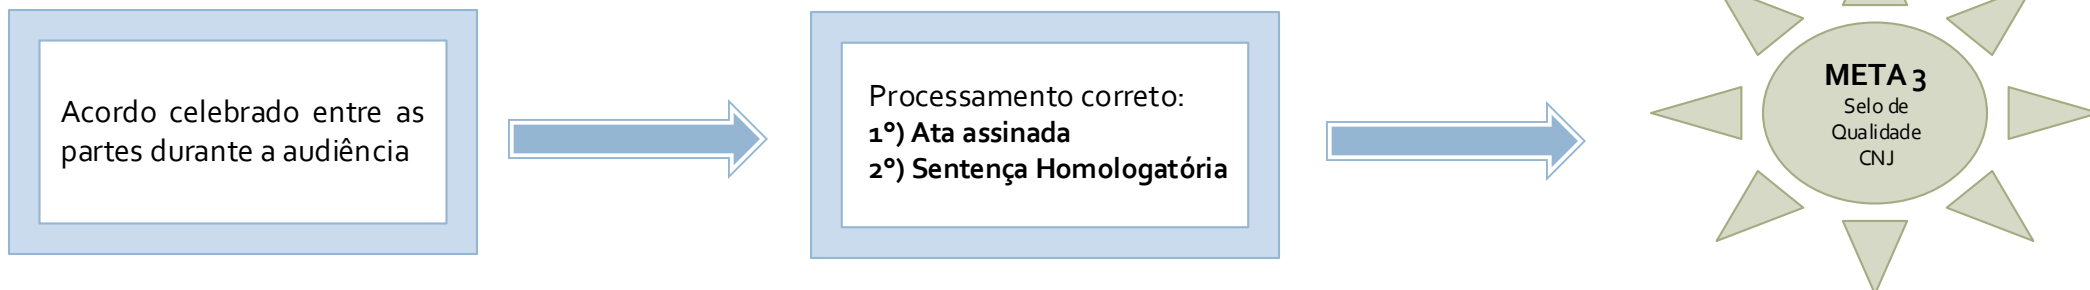 Acordo celebrado entre as
partes durante a audiência
Processamento correto:
1º) Ata assinada
2º) Sentença Homologatória
META 3
Selo de
Qualidade
CNJ